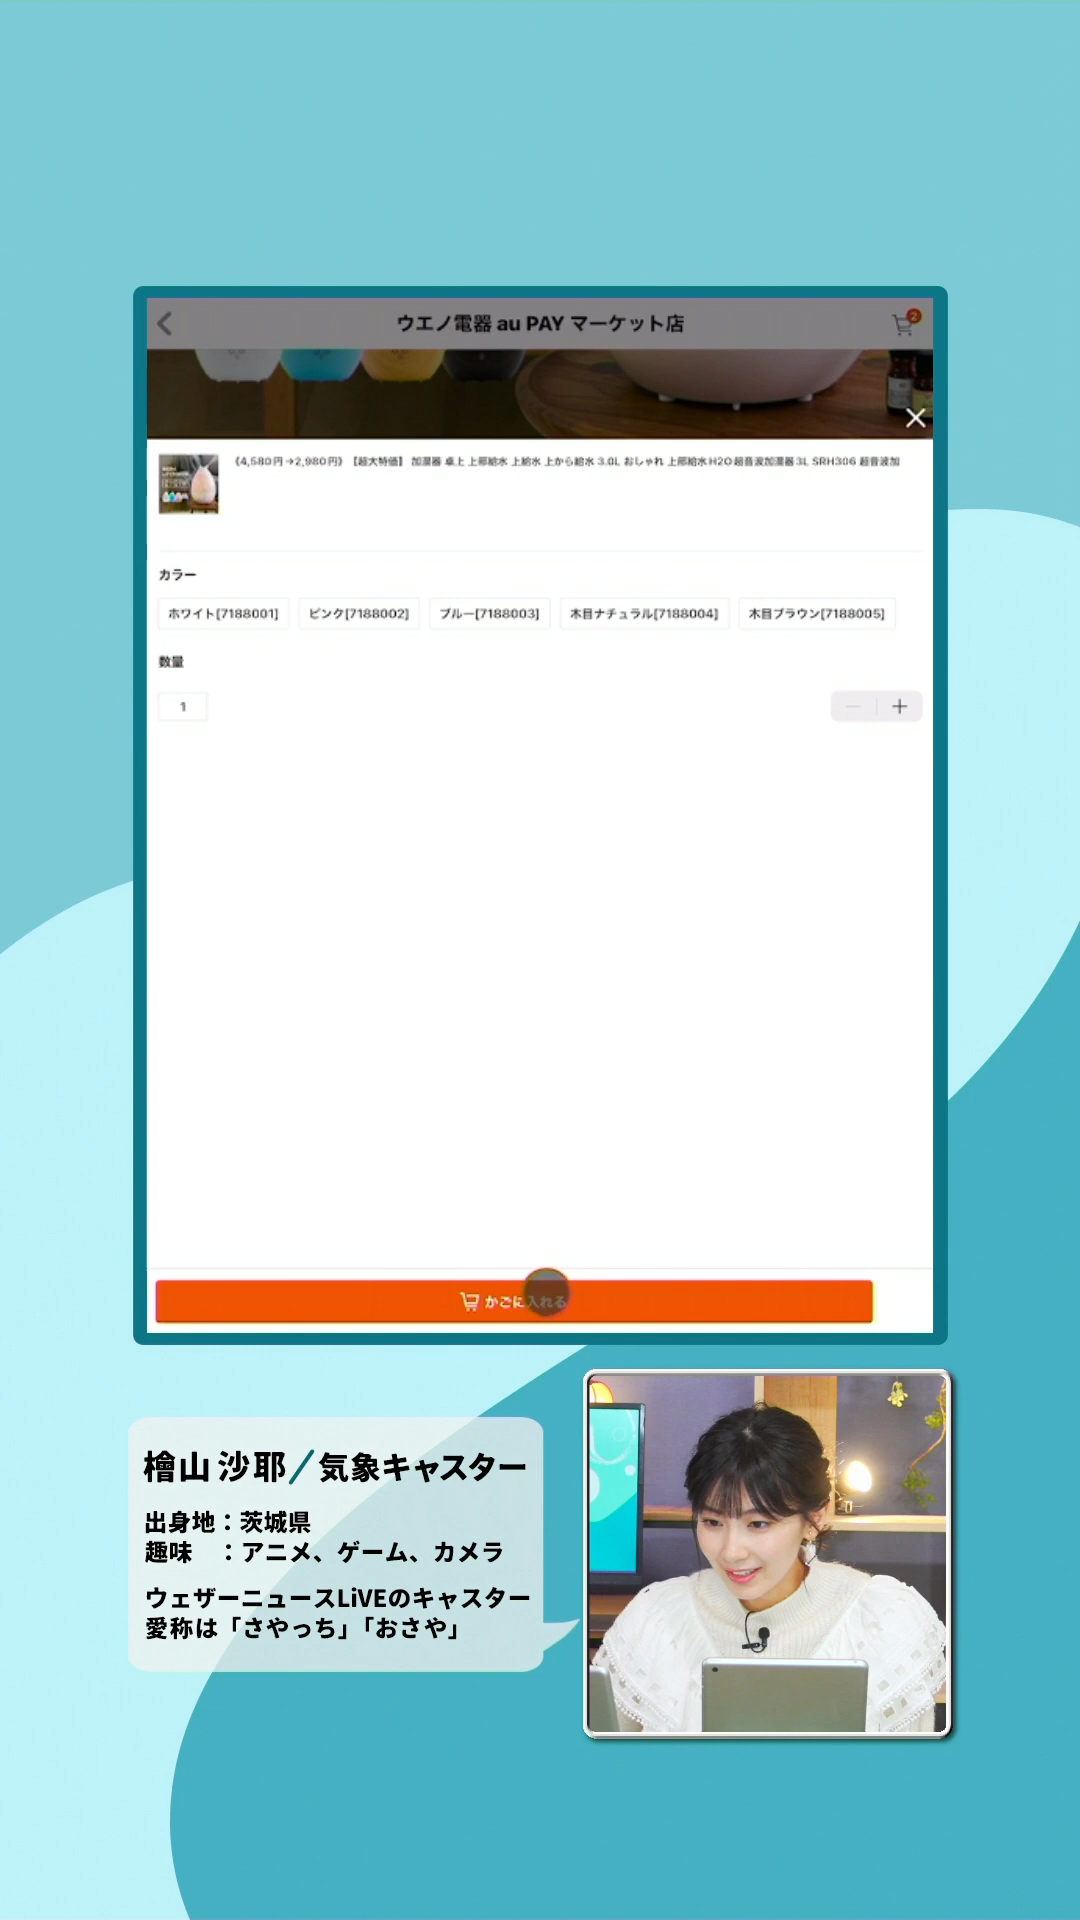 ウエノ電器 au PAY マーケット店
2
《4,580円→2,980円》【超大特価】 加湿器 卓上 上部給水 上給水 上から給水 3.0L おしゃれ 上部給水H2O超音波加湿器3L SRH306 超音波加
カラー
ホワイト[7188001] ピンク[7188002] ブルー[7188003] 木目ナチュラル[7188004] 木目ブラウン[7188005]
数量
1
かごに入れる
檜山 沙耶/気象キャスター
出身地:茨城県
趣味 :アニメ、ゲーム、カメラ
ウェザーニュースLiVEのキャスター
愛称は「さやっち」「おさや」